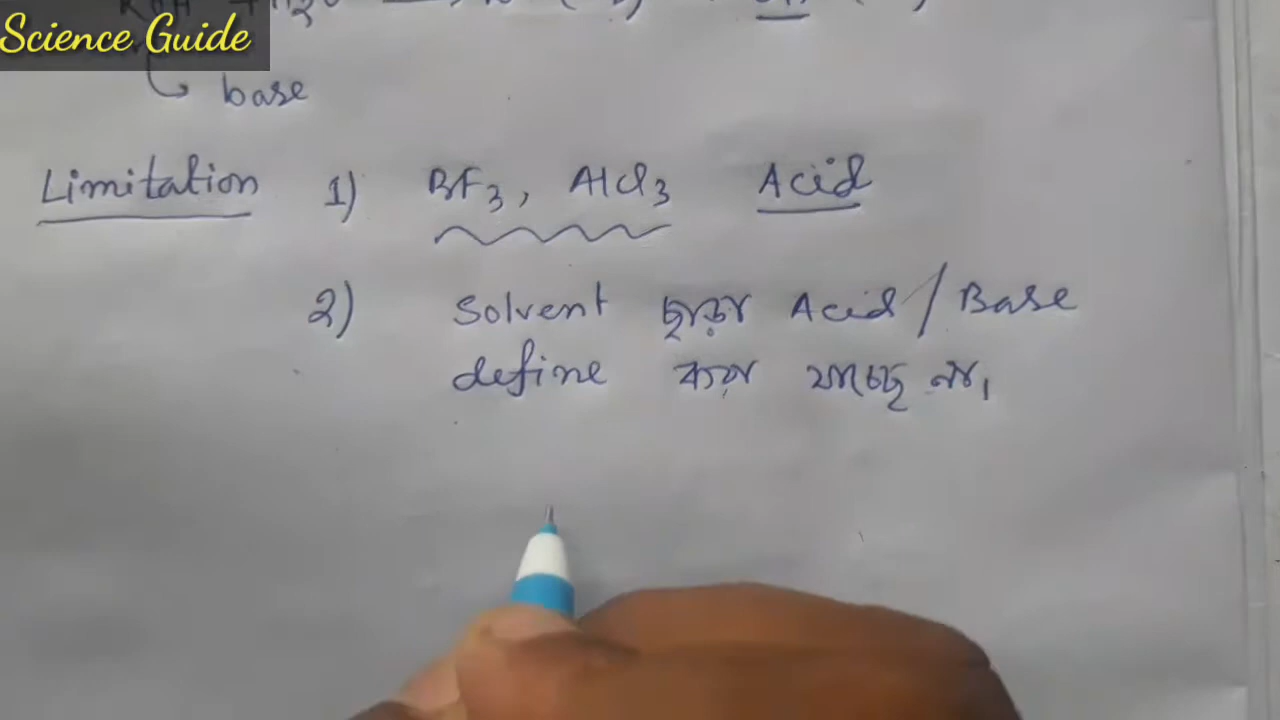 Science Guide
base
Limitation 1) BF3, AlCl3 Acid
2) Solvent ছাড়া Acid / Base
define করা যাচ্ছে না।